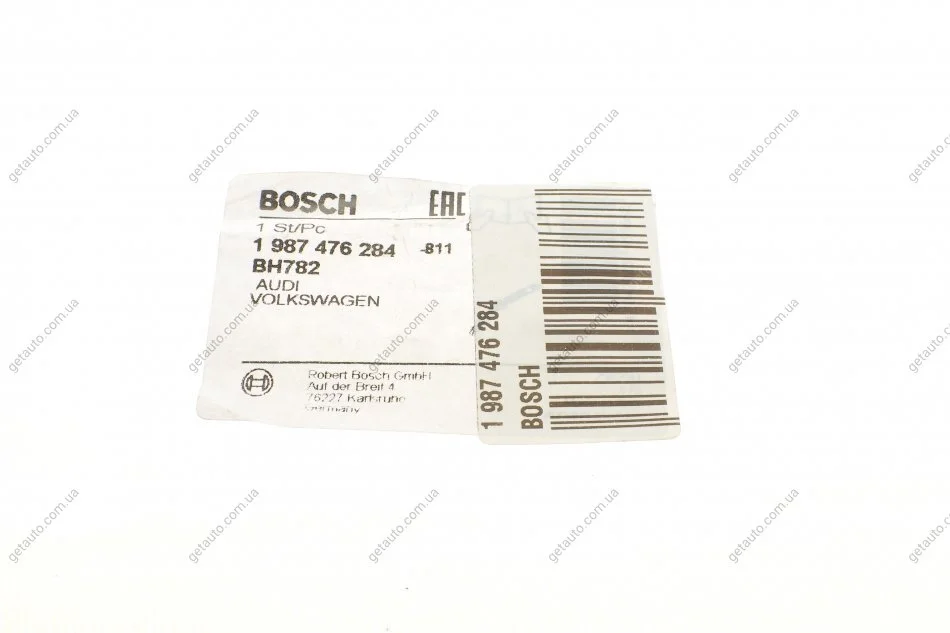 BOSCH EAC
1 St/Pc
1 987 476 284 -811
BH782
AUDI
VOLKSWAGEN
Robert Bosch GmbH
Auf der Breit 4
76227 Karlsruhe
Germany
1 987 476 284
BOSCH
getauto.com.ua